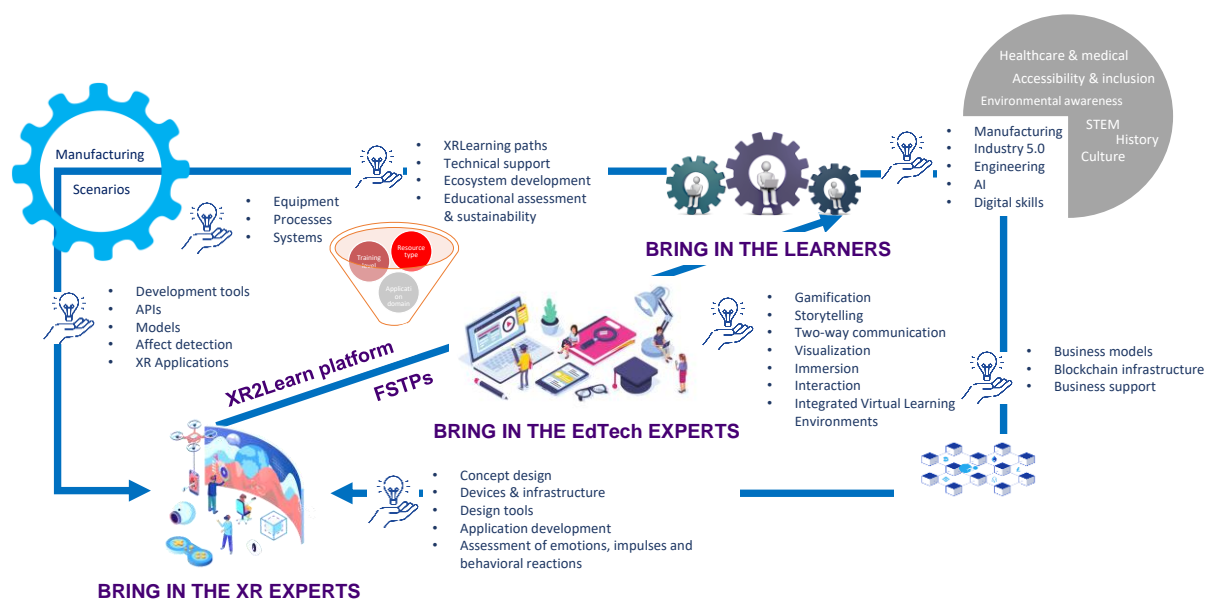 Healthcare & medical
Accessibility & inclusion
Environmental awareness
STEM
History
Culture
Manufacturing
Scenarios
• XRLearning paths
• Technical support
• Ecosystem development
• Educational assessment
& sustainability
• Manufacturing
• Industry 5.0
• Engineering
• AI
• Digital skills
• Equipment
• Processes
• Systems
BRING IN THE LEARNERS
Training
level
Resource
type
Applicati
on
domain
• Development tools
• APIs
• Models
• Affect detection
• XR Applications
• Gamification
• Storytelling
• Two-way communication
• Visualization
• Immersion
• Interaction
• Integrated Virtual Learning
Environments
• Business models
• Blockchain infrastructure
• Business support
XR2Learn platform
FSTPs
BRING IN THE EdTech EXPERTS
• Concept design
• Devices & infrastructure
• Design tools
• Application development
• Assessment of emotions, impulses and
behavioral reactions
BRING IN THE XR EXPERTS